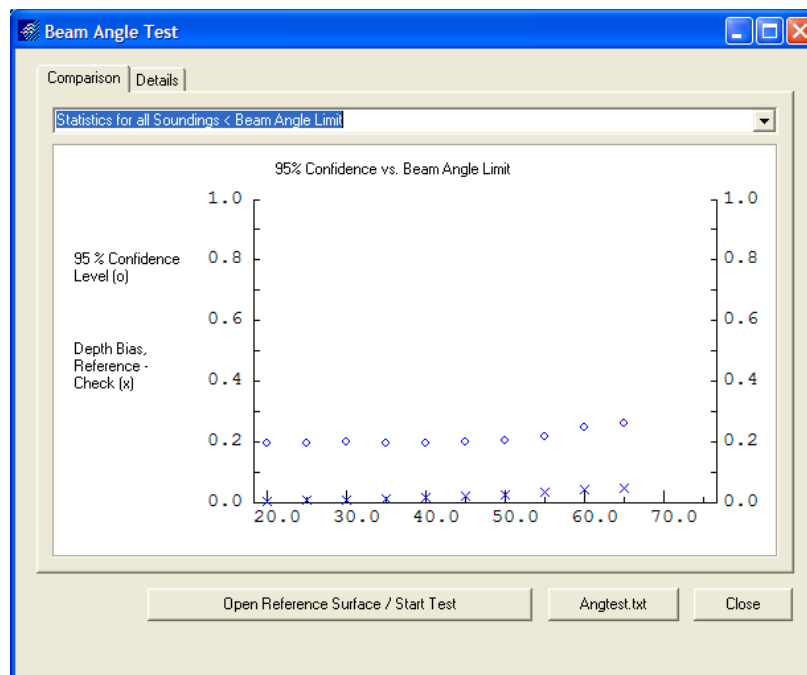 Beam Angle Test
Comparison
Details
Statistics for all Soundings < Beam Angle Limit
95% Confidence vs. Beam Angle Limit
95 % Confidence
Level (o)
Depth Bias,
Reference -
Check (x)
1.0
0.8
0.6
0.4
0.2
0.0
1.0
0.8
0.6
0.4
0.2
0.0
20.0 30.0 40.0 50.0 60.0 70.0
Open Reference Surface / Start Test
Angtest.txt
Close